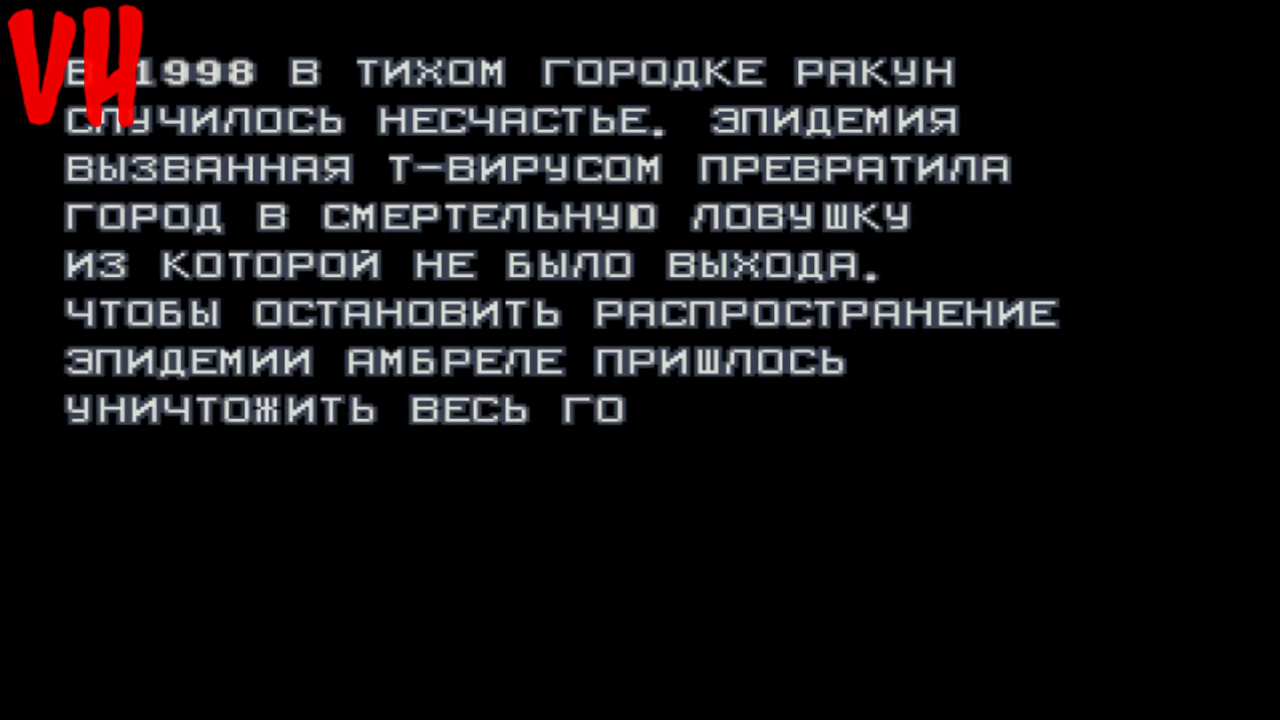 VH
В 1998 В ТИХОМ ГОРОДКЕ РАКУН
СЛУЧИЛОСЬ НЕСЧАСТЬЕ. ЭПИДЕМИЯ
ВЫЗВАННАЯ Т-ВИРУСОМ ПРЕВРАТИЛА
ГОРОД В СМЕРТЕЛЬНУЮ ЛОВУШКУ
ИЗ КОТОРОЙ НЕ БЫЛО ВЫХОДА.
ЧТОБЫ ОСТАНОВИТЬ РАСПРОСТРАНЕНИЕ
ЭПИДЕМИИ АМБРЕЛЕ ПРИШЛОСЬ
УНИЧТОЖИТЬ ВЕСЬ ГО